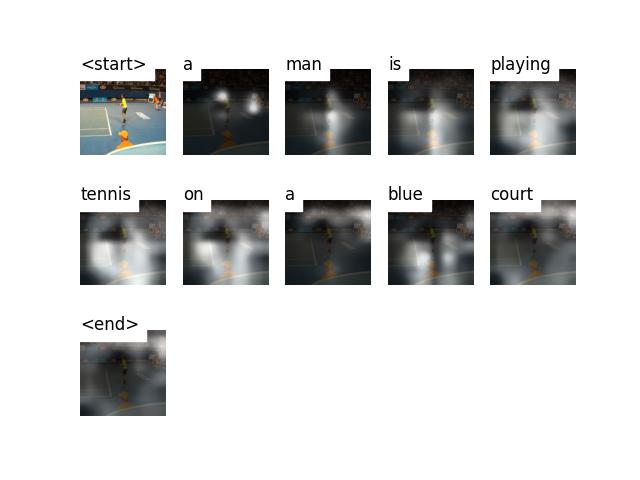 <start> a man is playing
tennis on a blue court
<end>